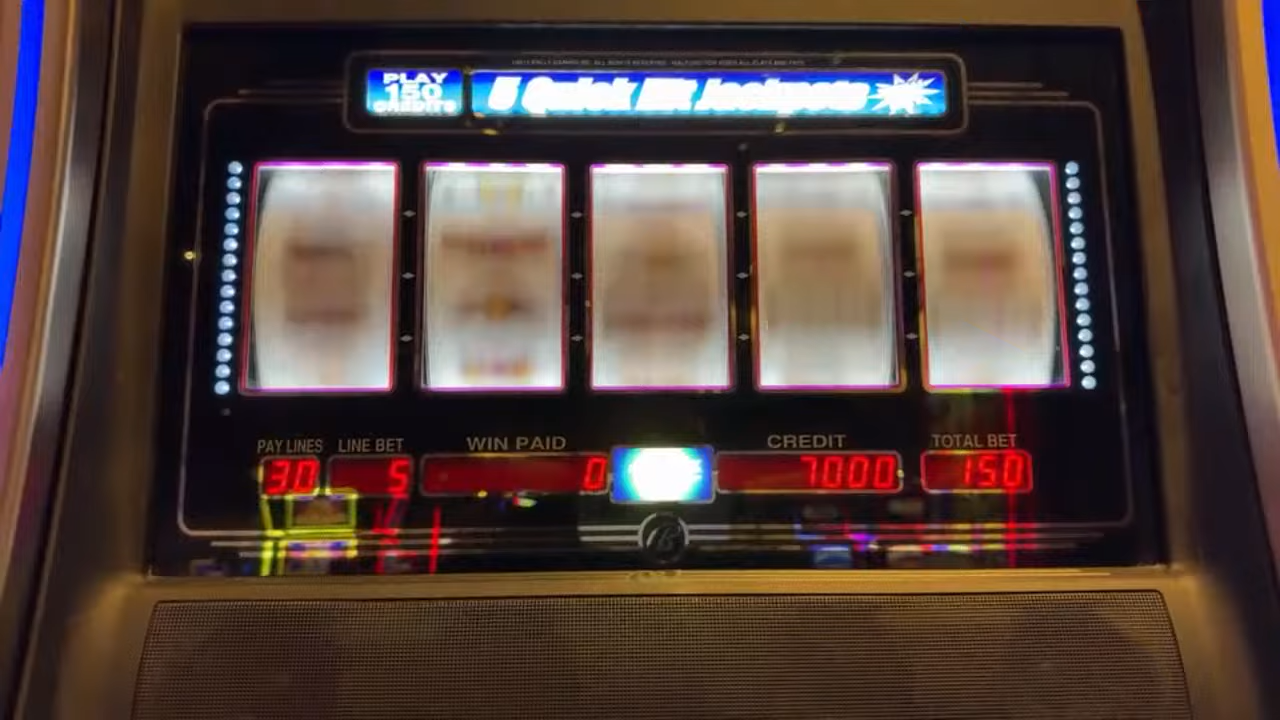 PLAY
150
CREDITS
5 Quick Hit Jackpots
PAY LINES LINE BET WIN PAID CREDIT TOTAL BET
30 5 0 7000 150